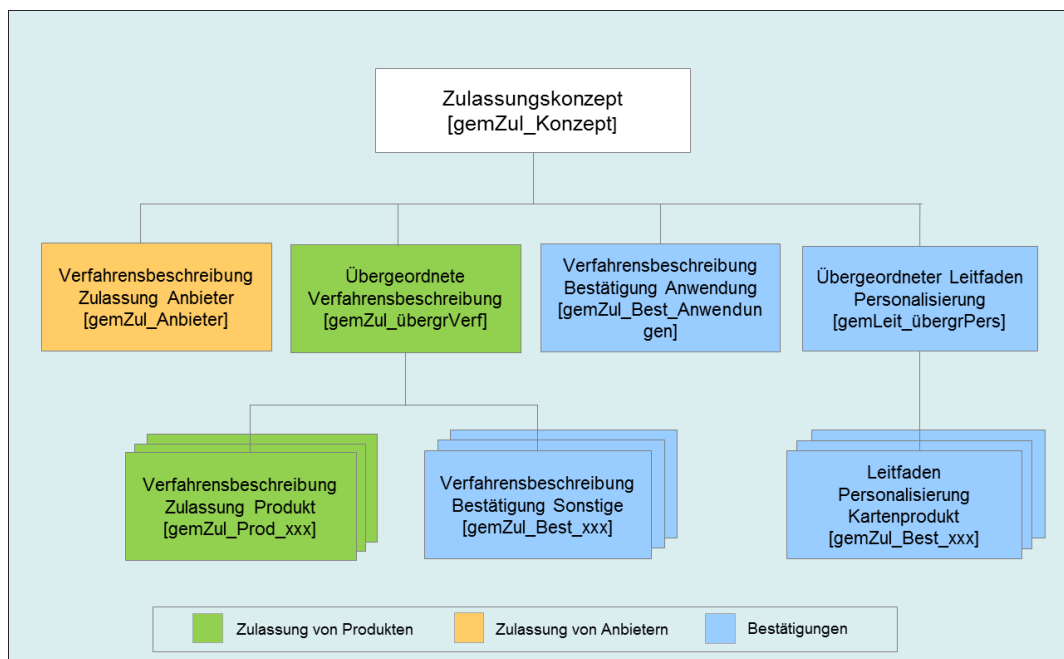 Zulassungskonzept
[gemZul_Konzept]
Verfahrensbeschreibung
Zulassung Anbieter
[gemZul_Anbieter]
Übergeordnete
Verfahrensbeschreibung
[gemZul_übergrVerf]
Verfahrensbeschreibung
Bestätigung Anwendung
[gemZul_Best_Anwendun
gen]
Übergeordneter Leitfaden
Personalisierung
[gemLeit_übergrPers]
Verfahrensbeschreibung
Zulassung Produkt
[gemZul_Prod_xxx]
Verfahrensbeschreibung
Bestätigung Sonstige
[gemZul_Best_xxx]
Leitfaden
Personalisierung
Kartenprodukt
[gemZul_Best_xxx]
Zulassung von Produkten
Zulassung von Anbietern
Bestätigungen